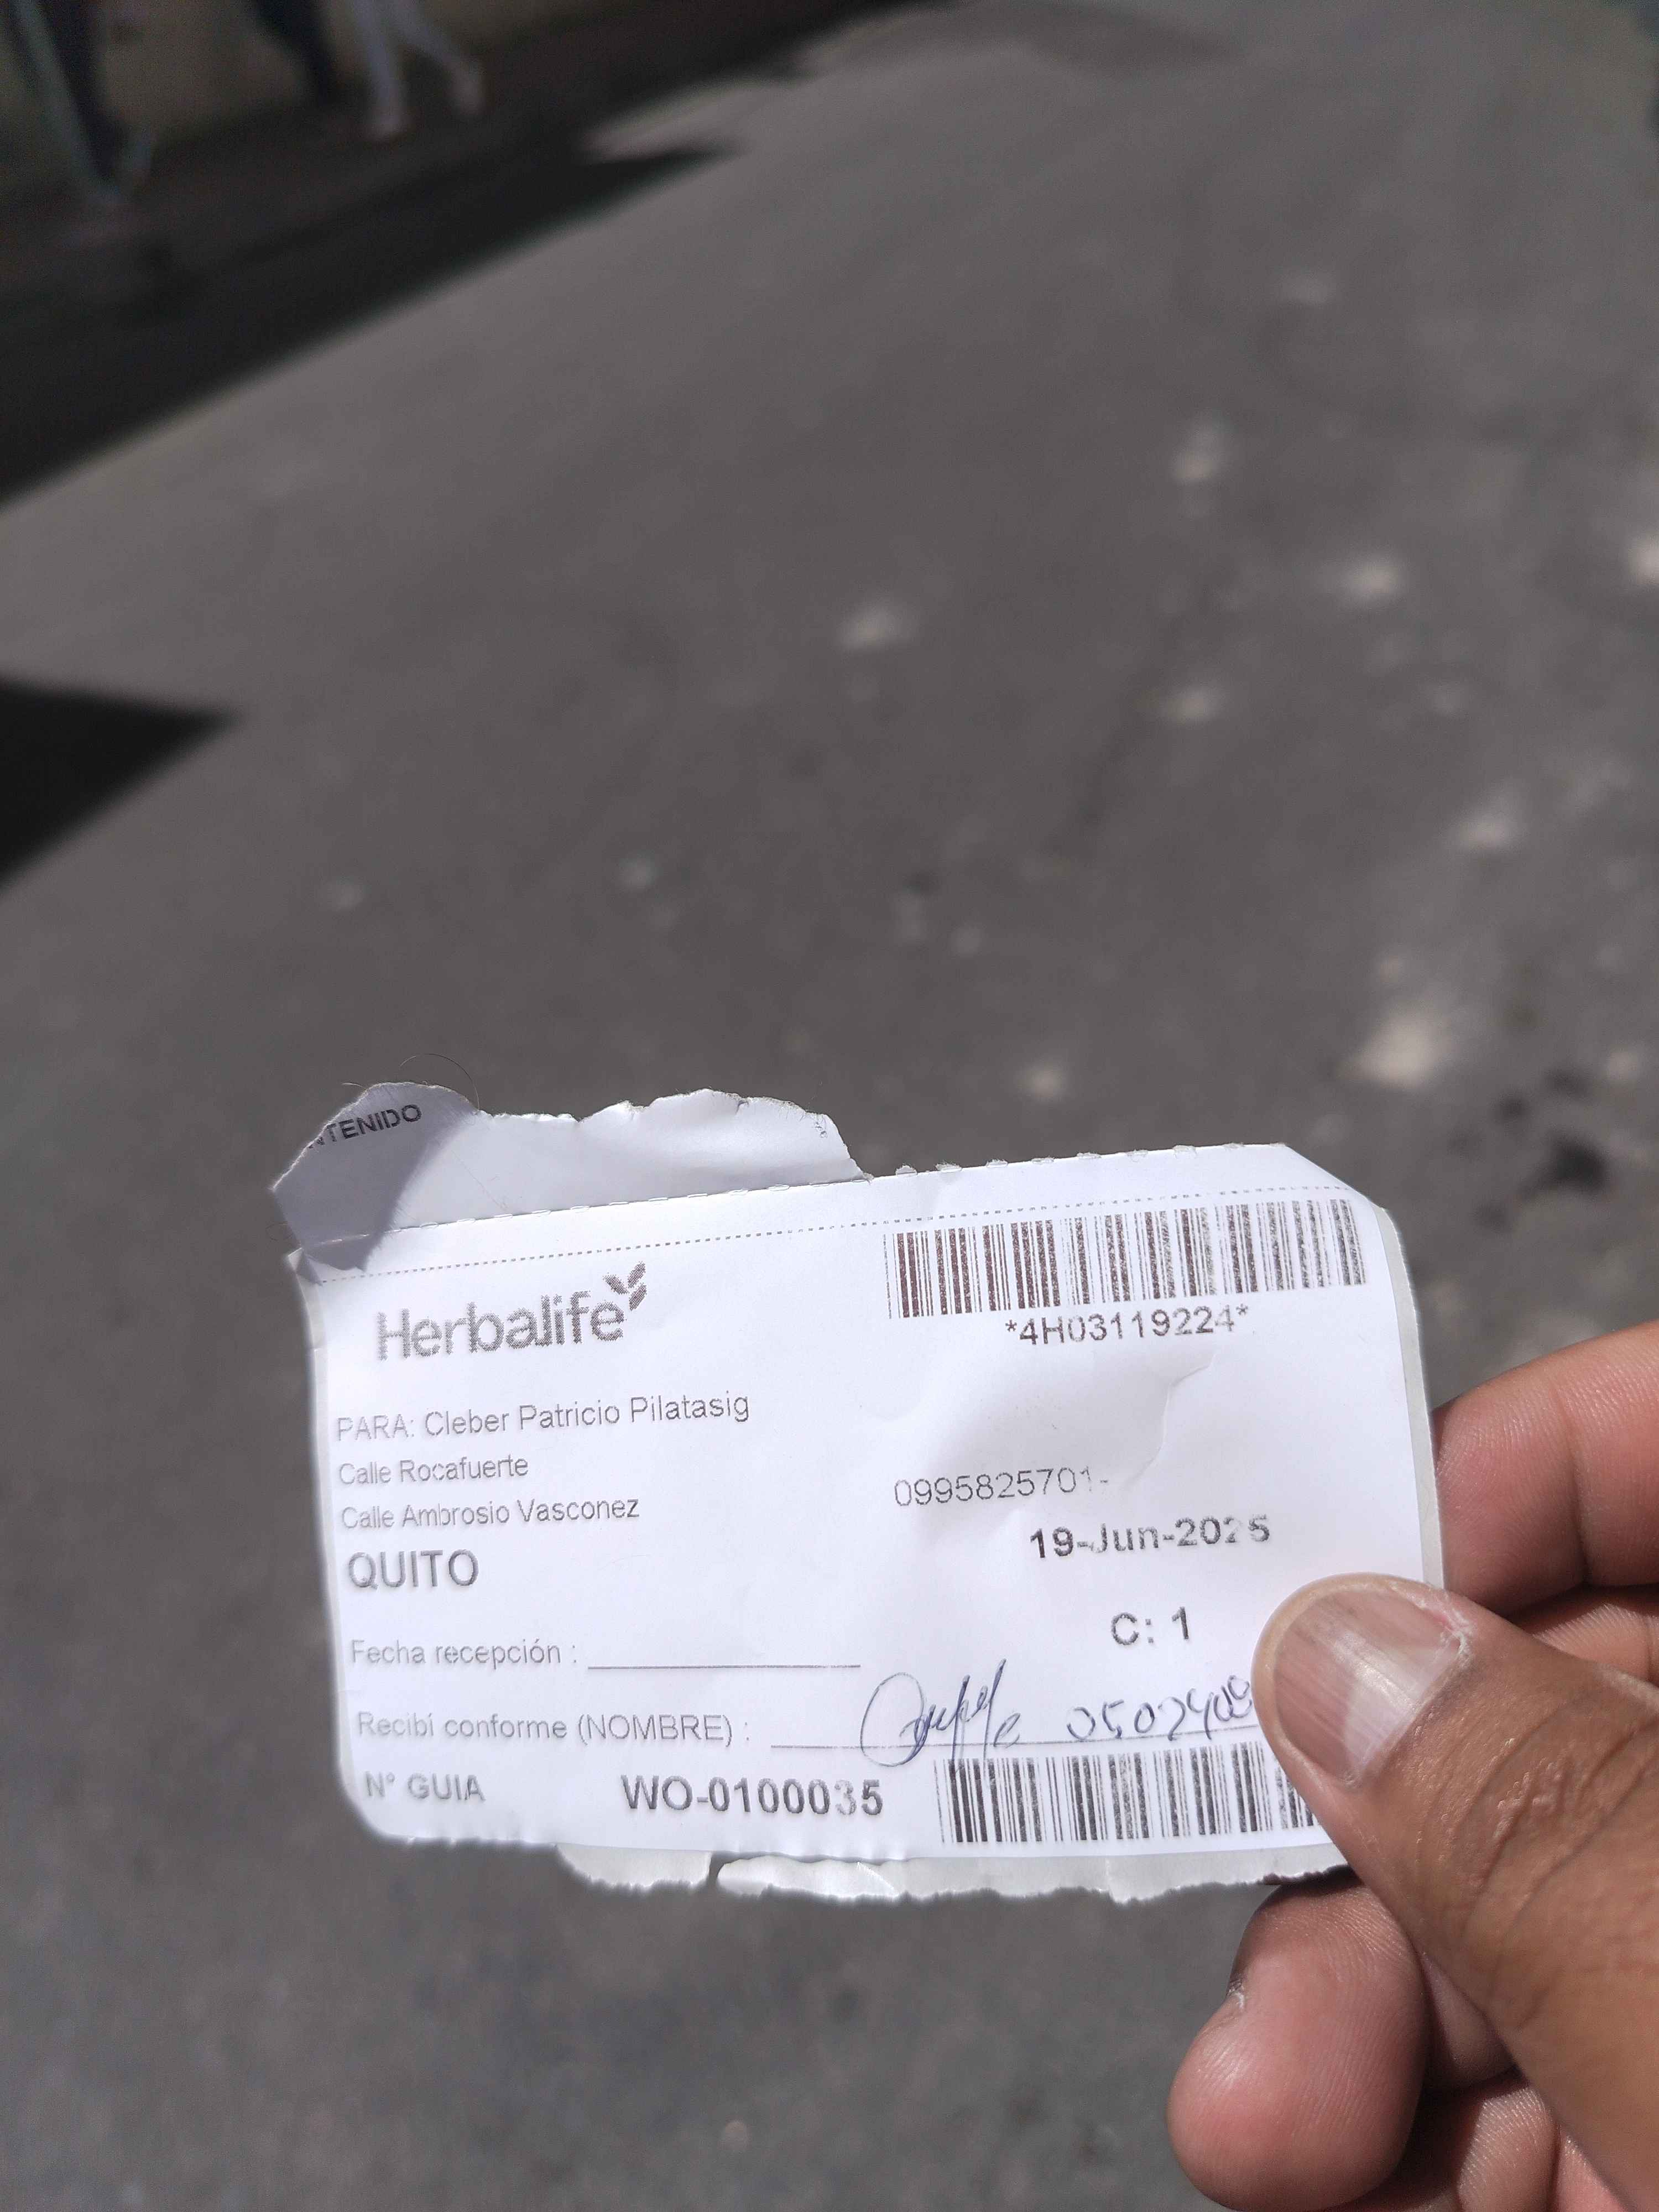 NTENIDO
Herbalife
*4H03119224*
PARA: Cleber Patricio Pilatasig
Calle Rocafuerte
Calle Ambrosio Vasconez
0995825701-
QUITO
19-Jun-2025
C: 1
Fecha recepción :
Recibí conforme (NOMBRE) :
N° GUIA WO-0100035